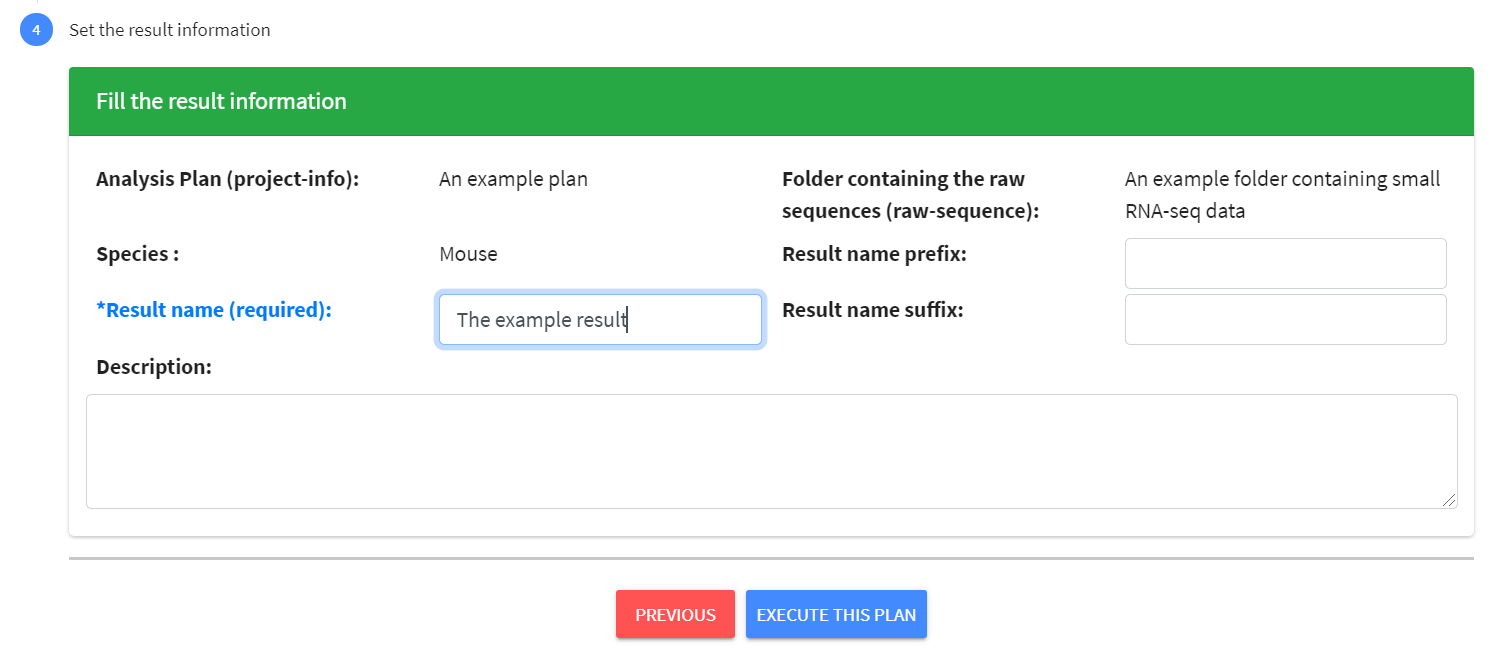 4 Set the result information
Fill the result information
Analysis Plan (project-info): An example plan Folder containing the raw An example folder containing small
sequences (raw-sequence): RNA-seq data
Species : Mouse Result name prefix:
*Result name (required): The example result Result name suffix:
Description:
PREVIOUS EXECUTE THIS PLAN